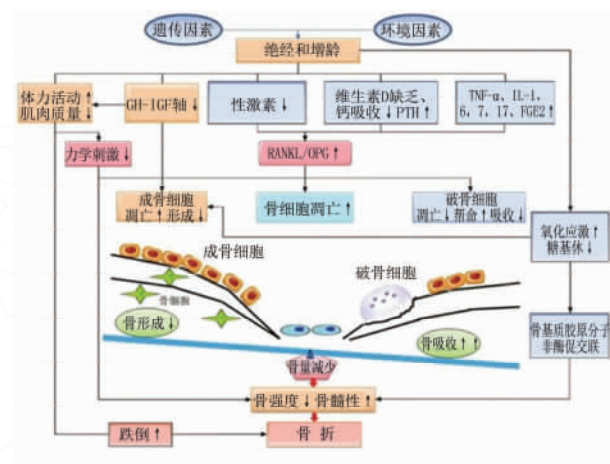 遗传因素
环境因素
绝经和增龄
体力活动↑
肌肉质量↓
GH-1GF轴↓
性激素↓
维生素D缺乏、
钙吸收↓PTH↑
TNF-α、IL-1,
6, 7, 17, FGE2↑
力学刺激↓
RANKL/OPG↑
成骨细胞
凋亡↑形成↓
骨细胞凋亡↑
破骨细胞
凋亡↓寿命↑吸收↓
氧化应激↑
糖基休↓
成骨细胞
破骨细胞
骨细胞
骨形成↓
骨吸收↑↑
骨基质胶原分子
非酶促交联
骨量减少
骨强度↓骨髓性↑
跌倒↑
骨折